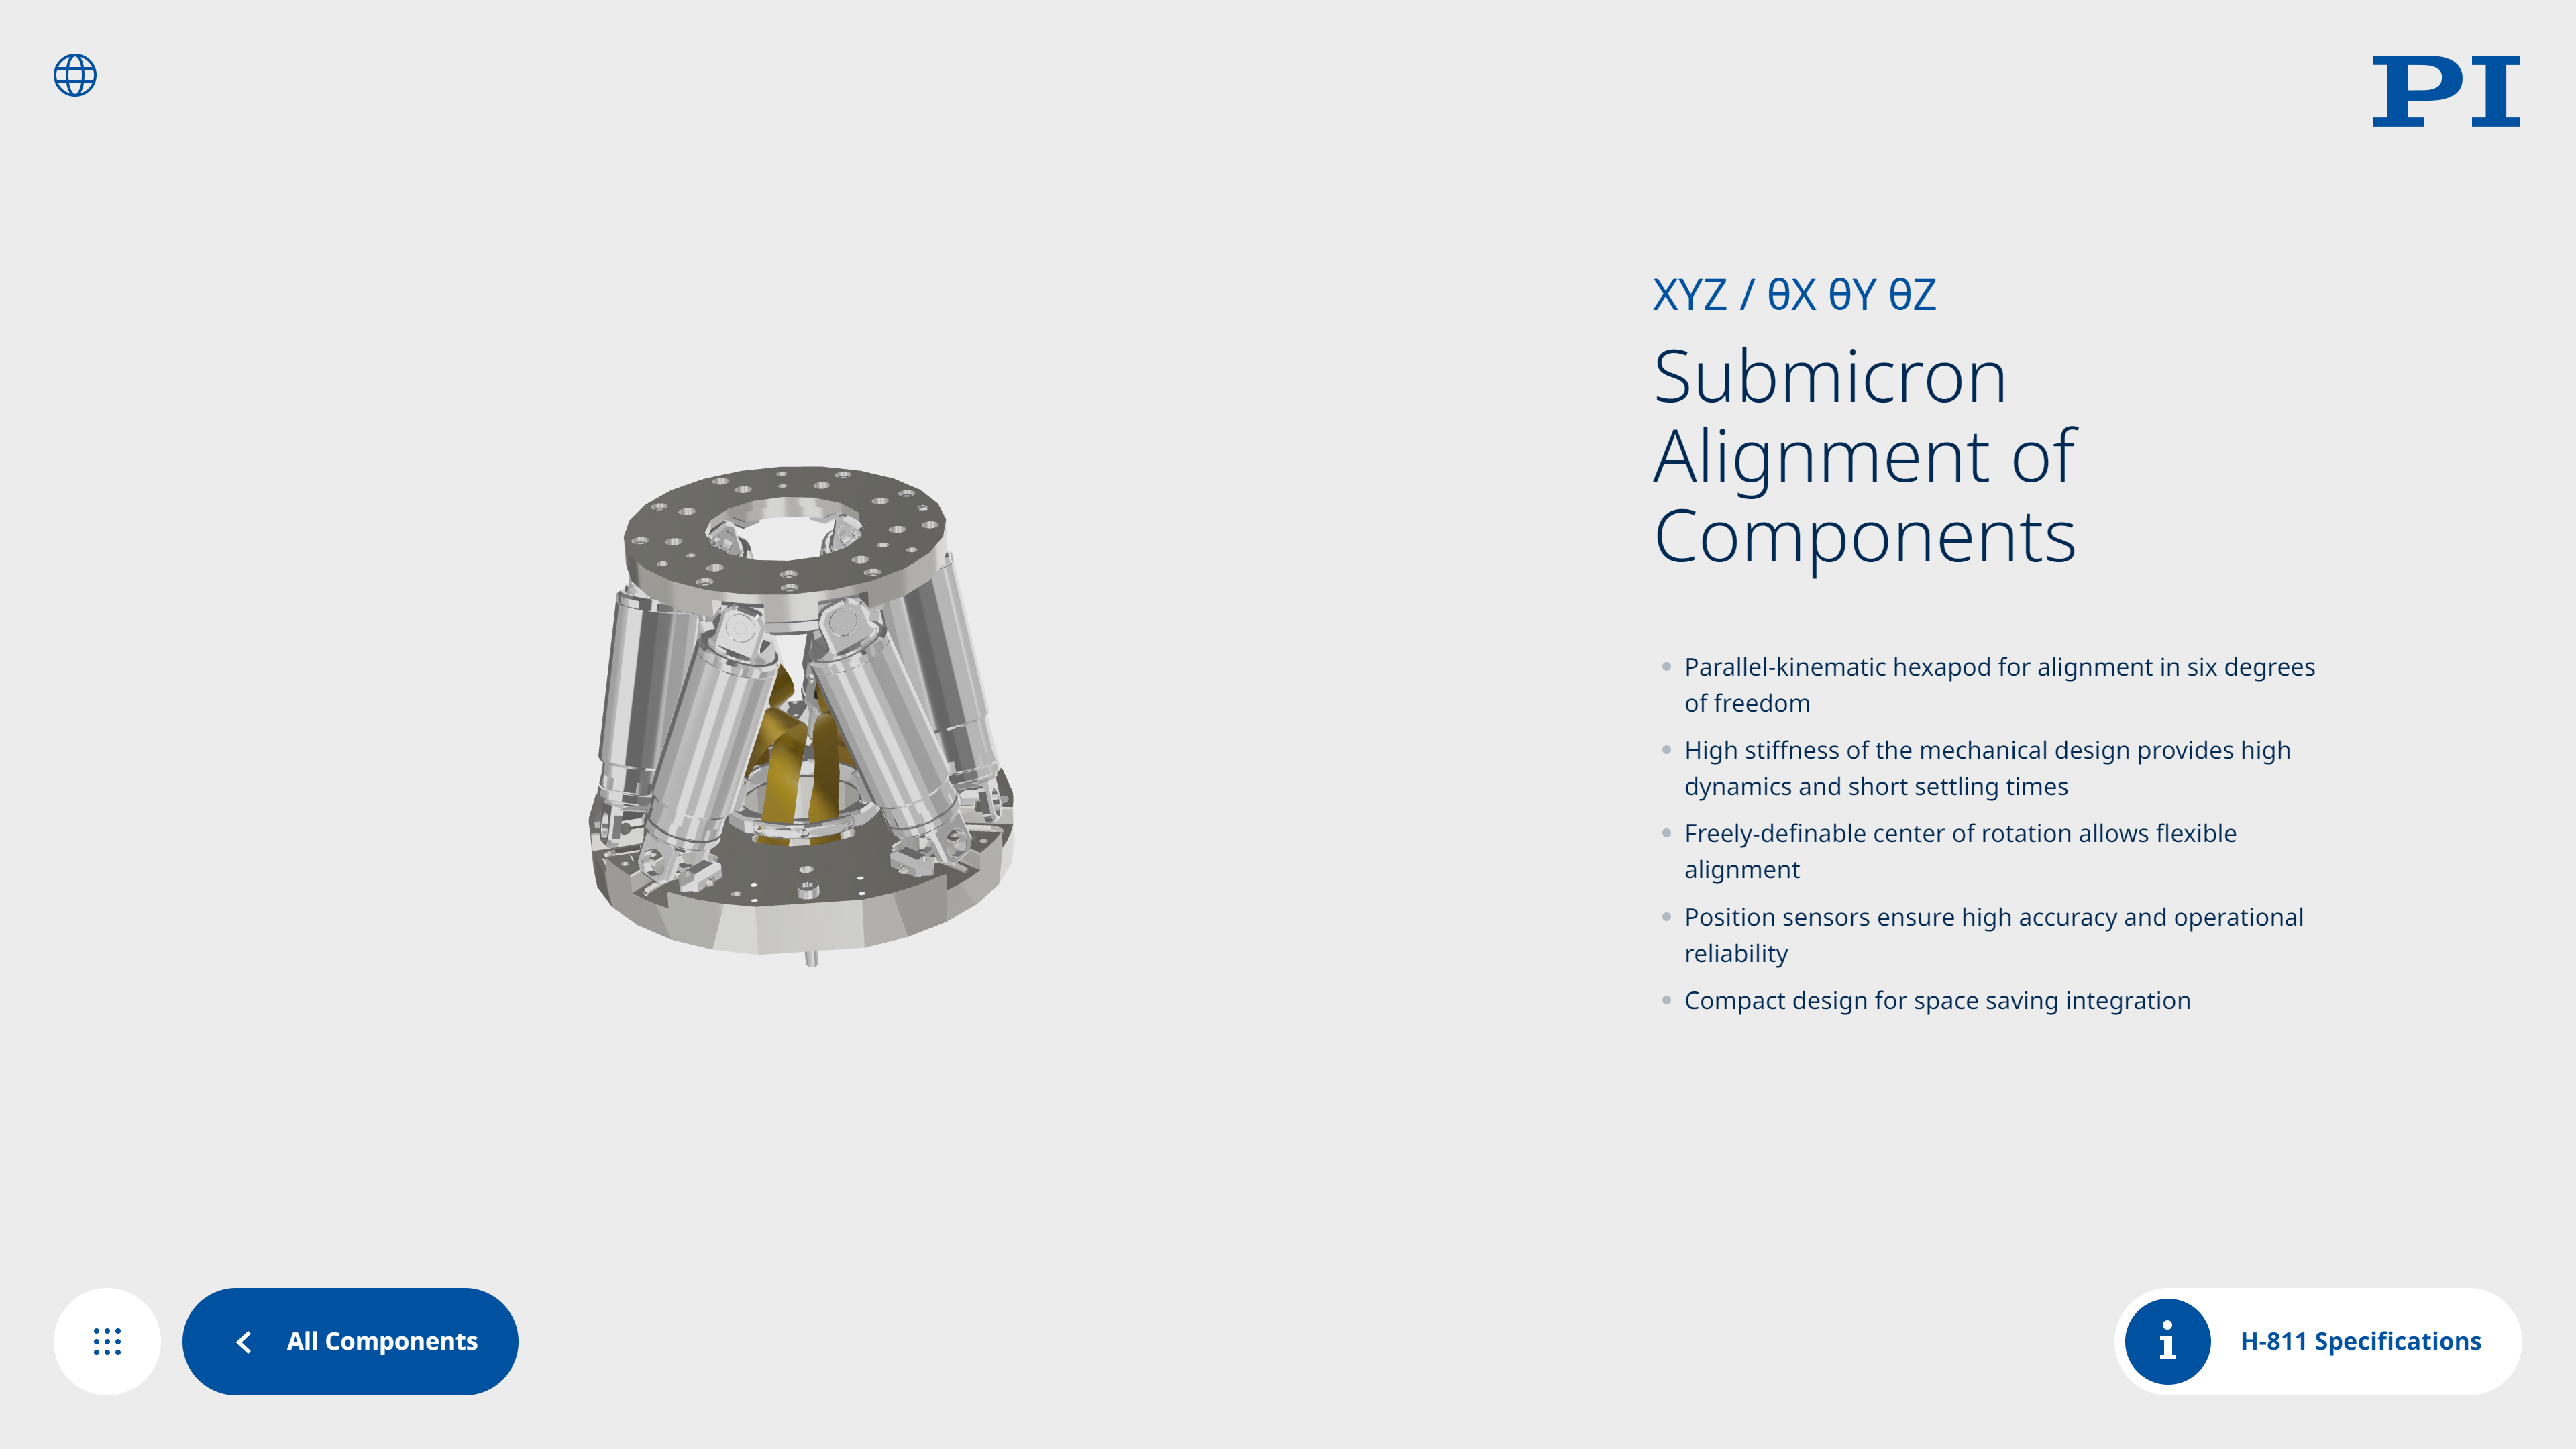 PI
XYZ / θX θY θZ
Submicron
Alignment of
Components
Parallel-kinematic hexapod for alignment in six degrees
of freedom
High stiffness of the mechanical design provides high
dynamics and short settling times
Freely-definable center of rotation allows flexible
alignment
Position sensors ensure high accuracy and operational
reliability
Compact design for space saving integration
All Components
H-811 Specifications